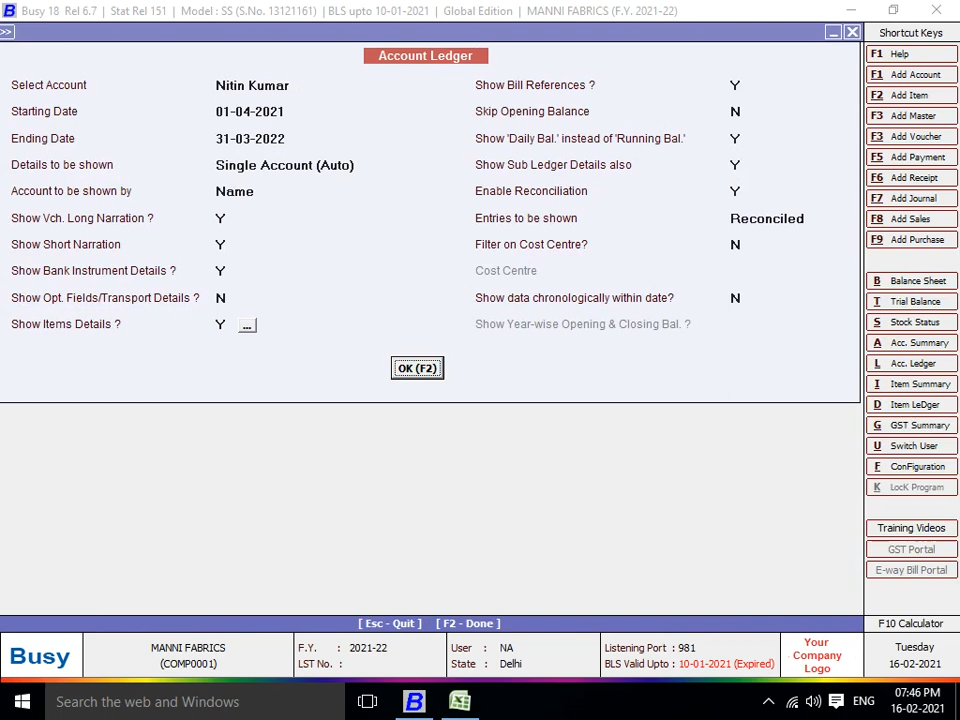 Busy 18 Rel 6.7 | Stat Rel 151 | Model : SS (S.No. 13121161) | BLS upto 10-01-2021 | Global Edition | MANNI FABRICS (F.Y. 2021-22)
>>
Account Ledger
Select Account Nitin Kumar
Starting Date 01-04-2021
Ending Date 31-03-2022
Details to be shown Single Account (Auto)
Account to be shown by Name
Show Vch. Long Narration ? Y
Show Short Narration Y
Show Bank Instrument Details ? Y
Show Opt. Fields/Transport Details ? N
Show Items Details ? Y ...
Show Bill References ? Y
Skip Opening Balance N
Show 'Daily Bal.' instead of 'Running Bal.' Y
Show Sub Ledger Details also Y
Enable Reconciliation Y
Entries to be shown Reconciled
Filter on Cost Centre? N
Cost Centre
Show data chronologically within date? N
Show Year-wise Opening & Closing Bal. ?
OK (F2)
Shortcut Keys
F1 Help
F1 Add Account
F2 Add Item
F3 Add Master
F3 Add Voucher
F5 Add Payment
F6 Add Receipt
F7 Add Journal
F8 Add Sales
F9 Add Purchase
B Balance Sheet
T Trial Balance
S Stock Status
A Acc. Summary
L Acc. Ledger
I Item Summary
D Item LeDger
G GST Summary
U Switch User
F ConFiguration
K LocK Program
Training Videos
GST Portal
E-way Bill Portal
[ Esc - Quit ] [ F2 - Done ]
F10 Calculator
Busy
MANNI FABRICS
(COMP0001)
F.Y. : 2021-22
LST No. :
User : NA
State : Delhi
Listening Port : 981
BLS Valid Upto : 10-01-2021 (Expired)
Your
Company
Logo
Tuesday
16-02-2021
Search the web and Windows
B
ENG
07:46 PM
16-02-2021